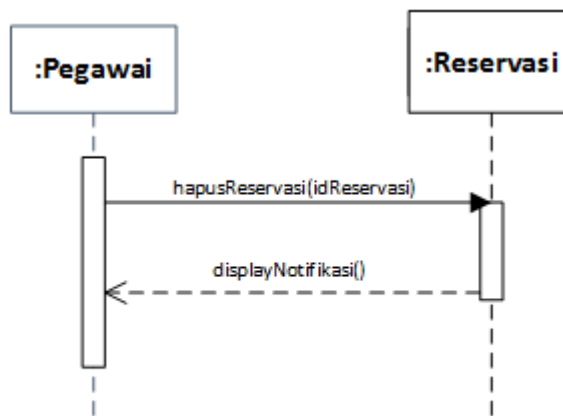 :Pegawai
:Reservasi
hapusReservasi(idReservasi)
displayNotifikasi()